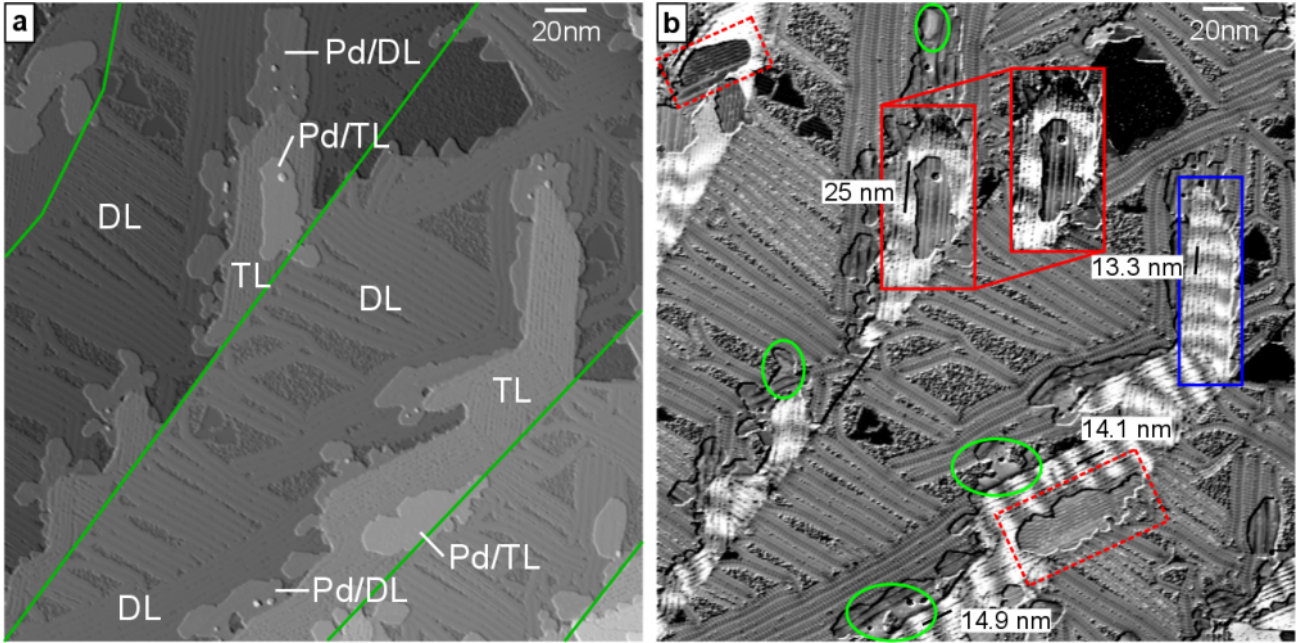 a
20nm
Pd/DL
Pd/TL
DL
TL
DL
TL
Pd/TL
Pd/DL
DL
b
20nm
25 nm
13.3 nm
14.1 nm
14.9 nm